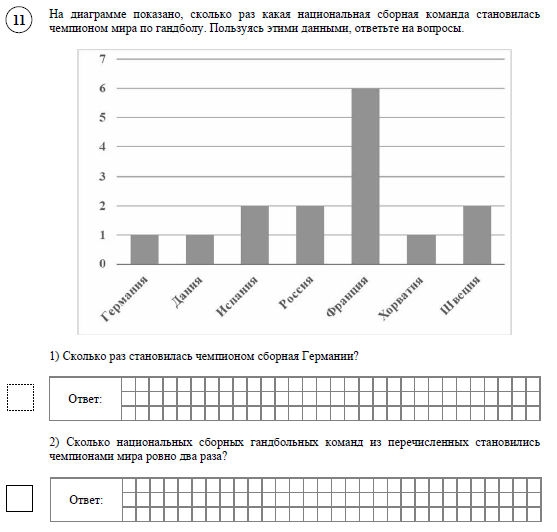 11
На диаграмме показано, сколько раз какая национальная сборная команда становилась
чемпионом мира по гандболу. Пользуясь этими данными, ответьте на вопросы.
7
6
5
4
3
2
1
0
Германия
Дания
Испания
Россия
Франция
Хорватия
Швеция
1) Сколько раз становилась чемпионом сборная Германии?
Ответ:
2) Сколько национальных сборных гандбольных команд из перечисленных становились
чемпионами мира ровно два раза?
Ответ: